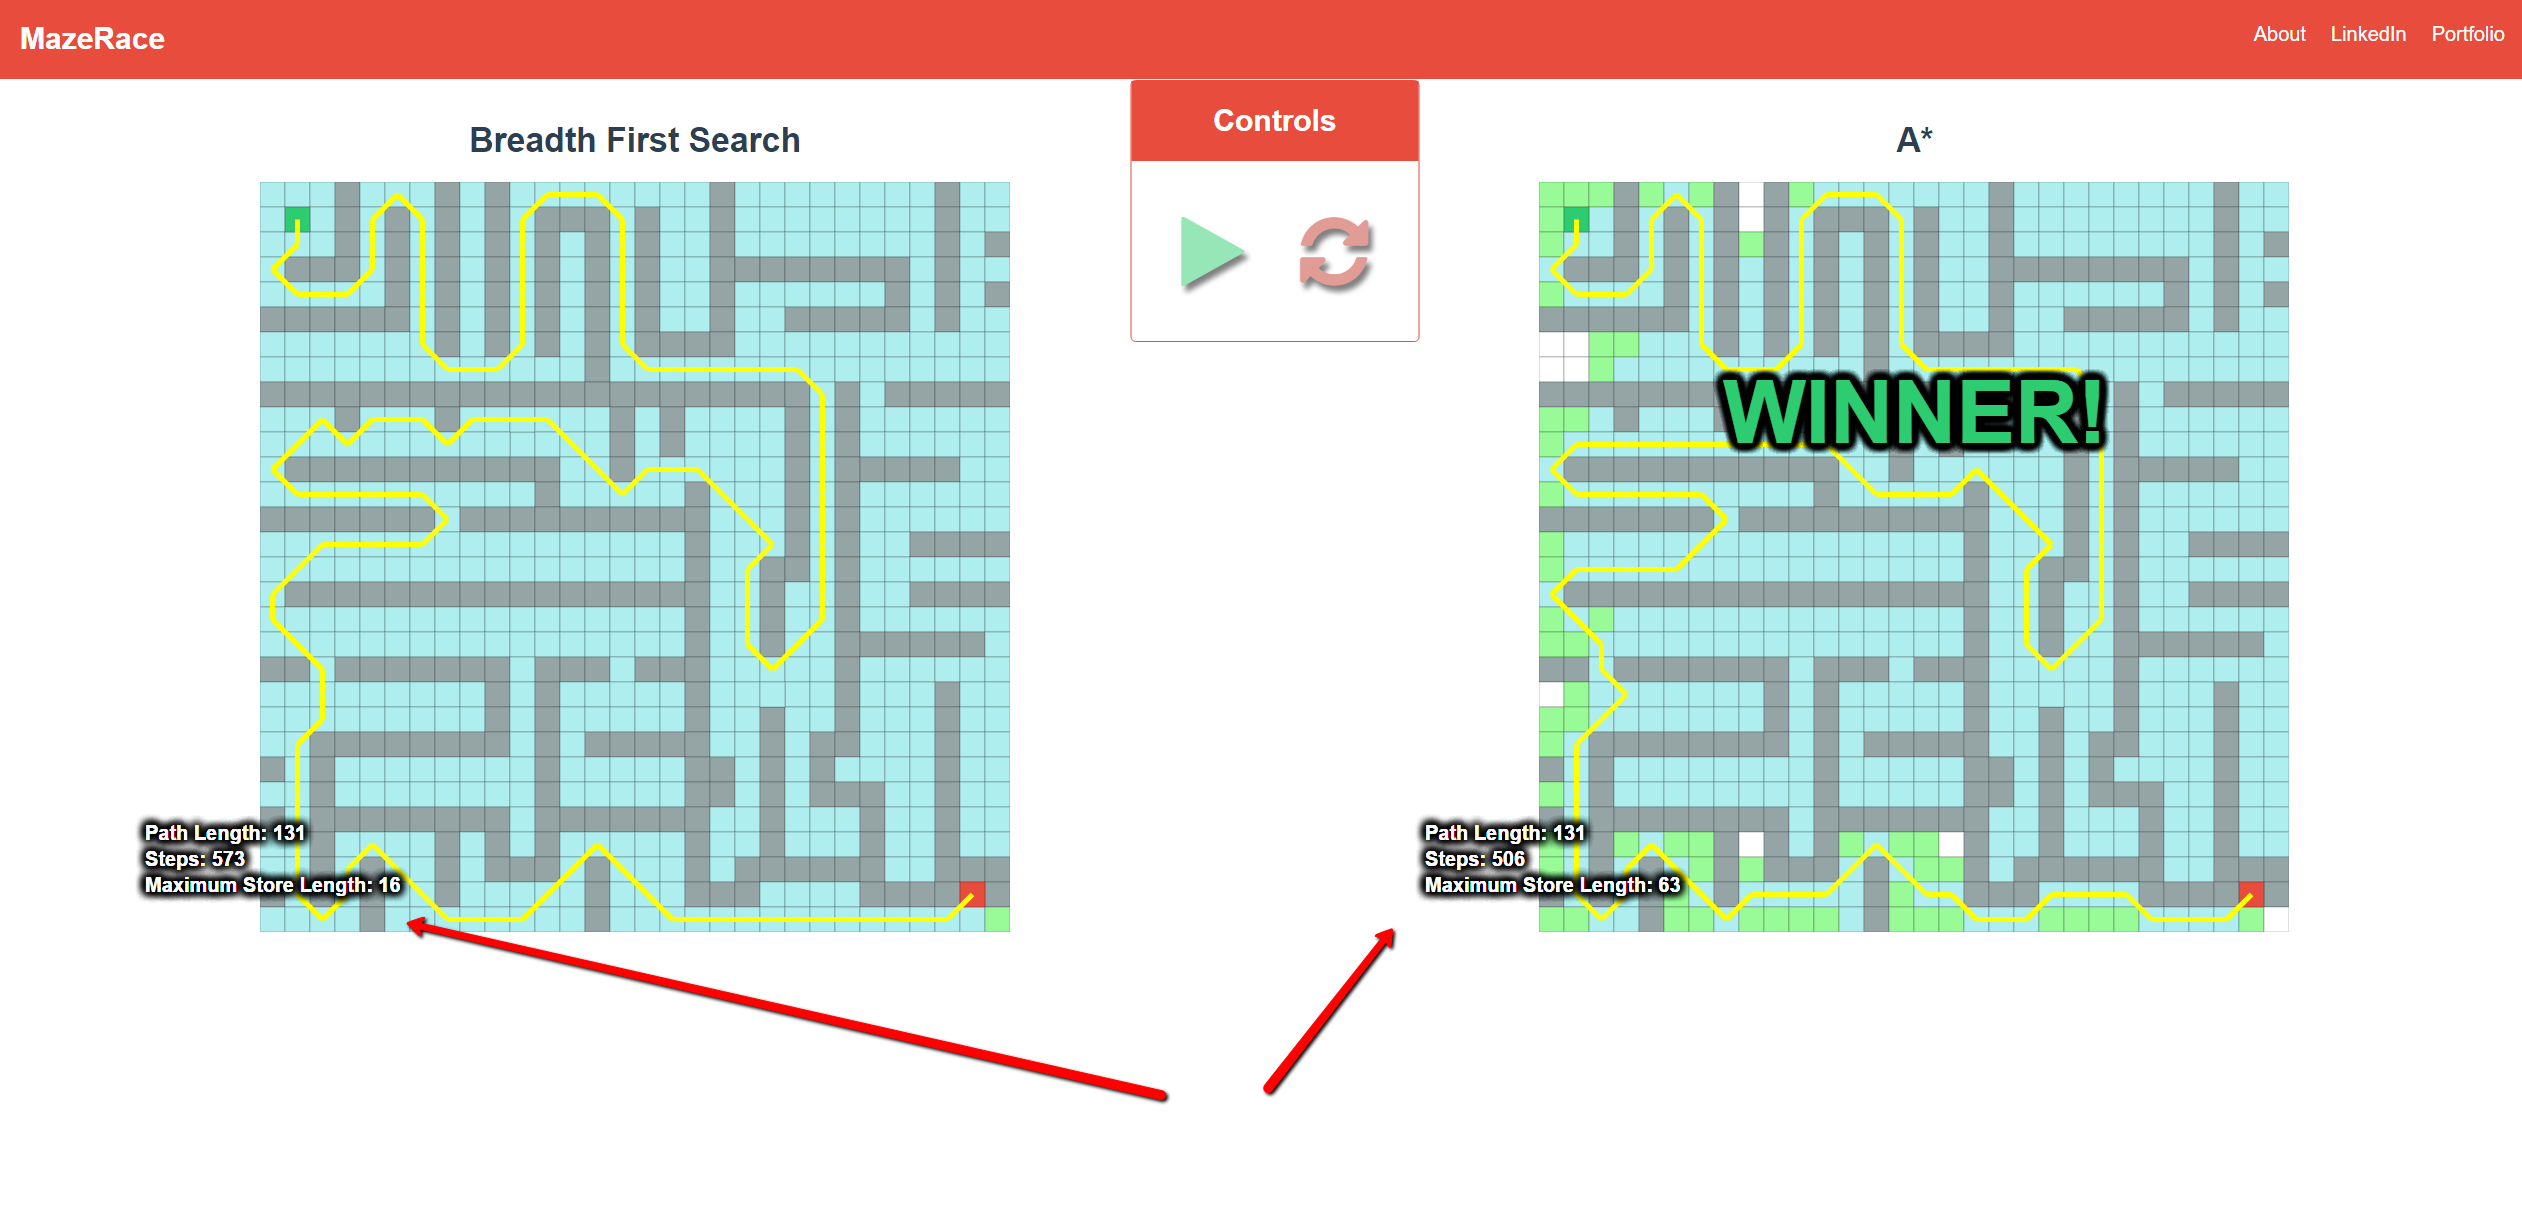 MazeRace
About LinkedIn Portfolio
Controls
Breadth First Search
A*
WINNER!
Path Length: 131
Steps: 573
Maximum Store Length: 16
Path Length: 131
Steps: 506
Maximum Store Length: 63